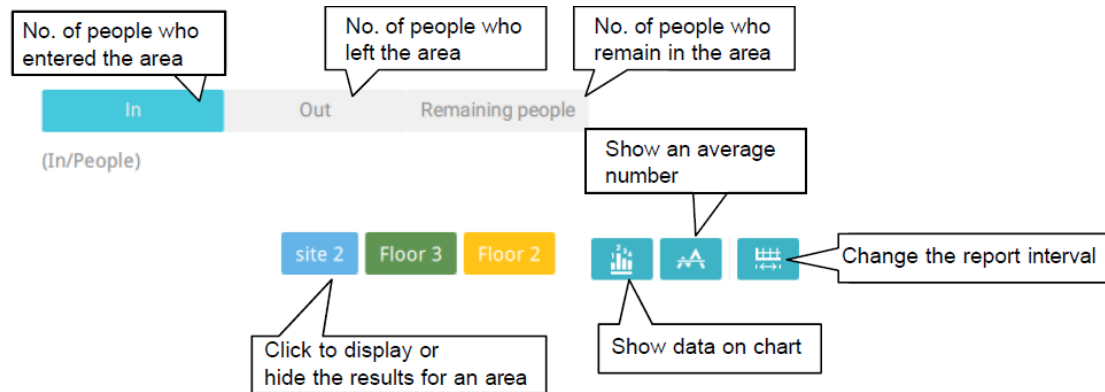 No. of people who
entered the area
No. of people who
left the area
No. of people who
remain in the area
In
Out
Remaining people
(In/People)
Show an average
number
site 2
Floor 3
Floor 2
Change the report interval
Click to display or
hide the results for an area
Show data on chart